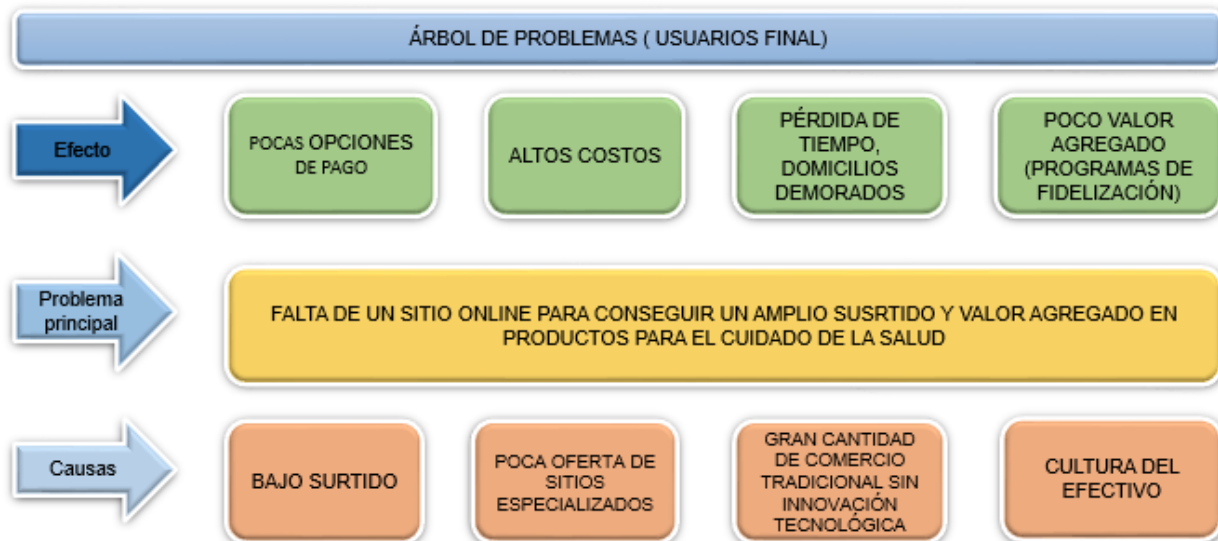 ÁRBOL DE PROBLEMAS ( USUARIOS FINAL)
Efecto
POCAS OPCIONES
DE PAGO
ALTOS COSTOS
PÉRDIDA DE
TIEMPO,
DOMICILIOS
DEMORADOS
POCO VALOR
AGREGADO
(PROGRAMAS DE
FIDELIZACIÓN)
Problema
principal
FALTA DE UN SITIO ONLINE PARA CONSEGUIR UN AMPLIO SUSRTIDO Y VALOR AGREGADO EN
PRODUCTOS PARA EL CUIDADO DE LA SALUD
Causas
BAJO SURTIDO
POCA OFERTA DE
SITIOS
ESPECIALIZADOS
GRAN CANTIDAD
DE COMERCIO
TRADICIONAL SIN
INNOVACIÓN
TECNOLÓGICA
CULTURA DEL
EFECTIVO